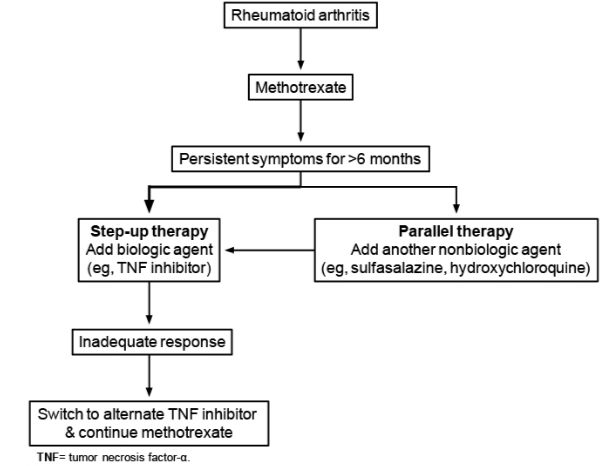 Rheumatoid arthritis
Methotrexate
Persistent symptoms for >6 months
Step-up therapy
Add biologic agent
(eg, TNF inhibitor)
Parallel therapy
Add another nonbiologic agent
(eg, sulfasalazine, hydroxychloroquine)
Inadequate response
Switch to alternate TNF inhibitor
& continue methotrexate
TNF= tumor necrosis factor-α.